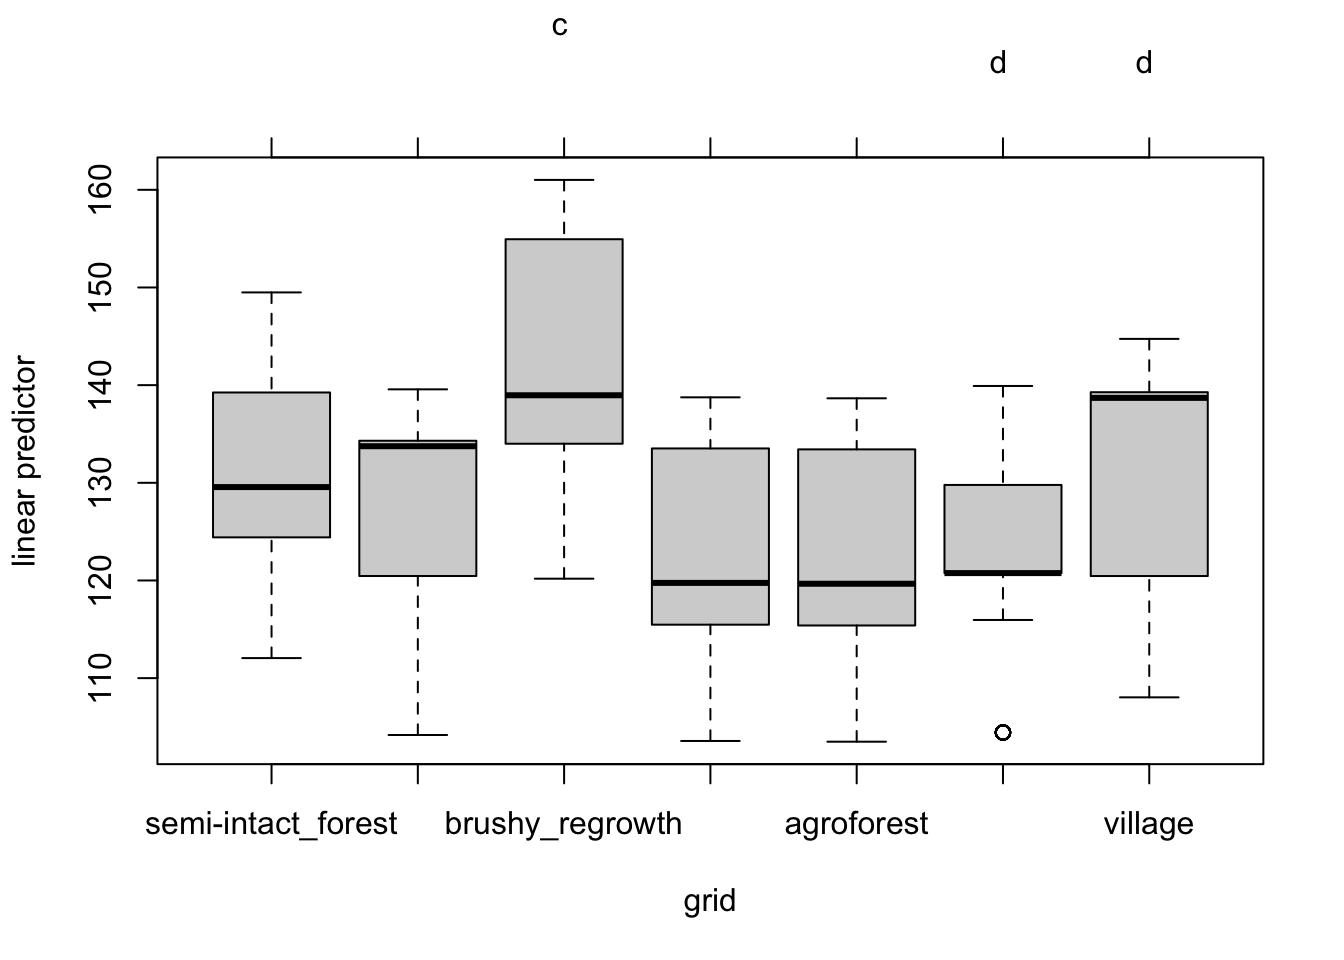 c
d d
linear predictor
160
150
140
130
120
110
semi-intact_forest brushy_regrowth agroforest village
grid